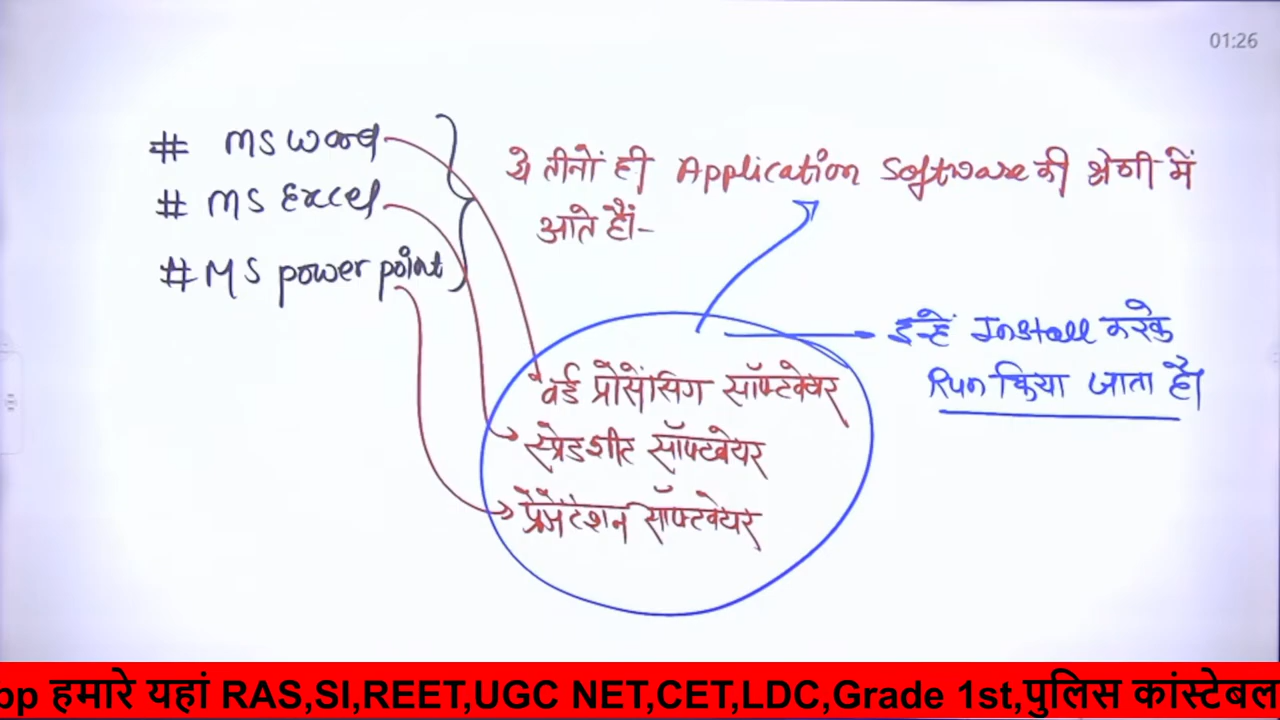 01:26
# MS Word
# MS Excel
# MS power point
ये तीनों ही Application Software की श्रेणी में
आते हैं।-
इन्हें Install करके
Run किया जाता है।
वर्ड प्रोसेसिंग सॉफ्टवेयर
स्प्रेडशीट सॉफ्टवेयर
प्रेजेंटेशन सॉफ्टवेयर
pp हमारे यहां RAS,SI,REET,UGC NET,CET,LDC,Grade 1st,पुलिस कांस्टेबल